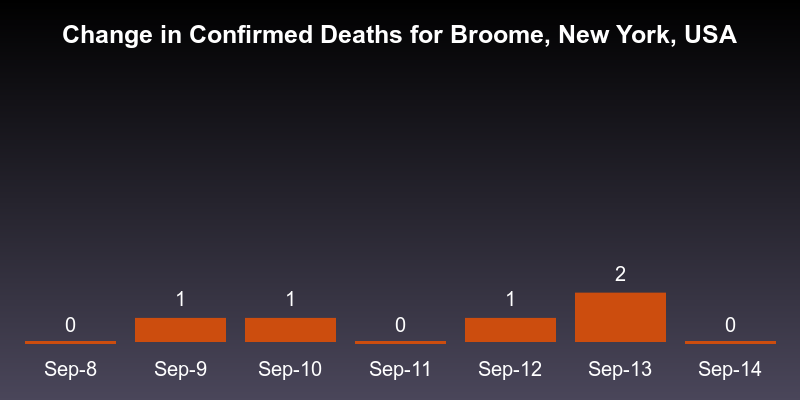 Change in Confirmed Deaths for Broome, New York, USA
2
1 1 1
0 0 0
Sep-8 Sep-9 Sep-10 Sep-11 Sep-12 Sep-13 Sep-14